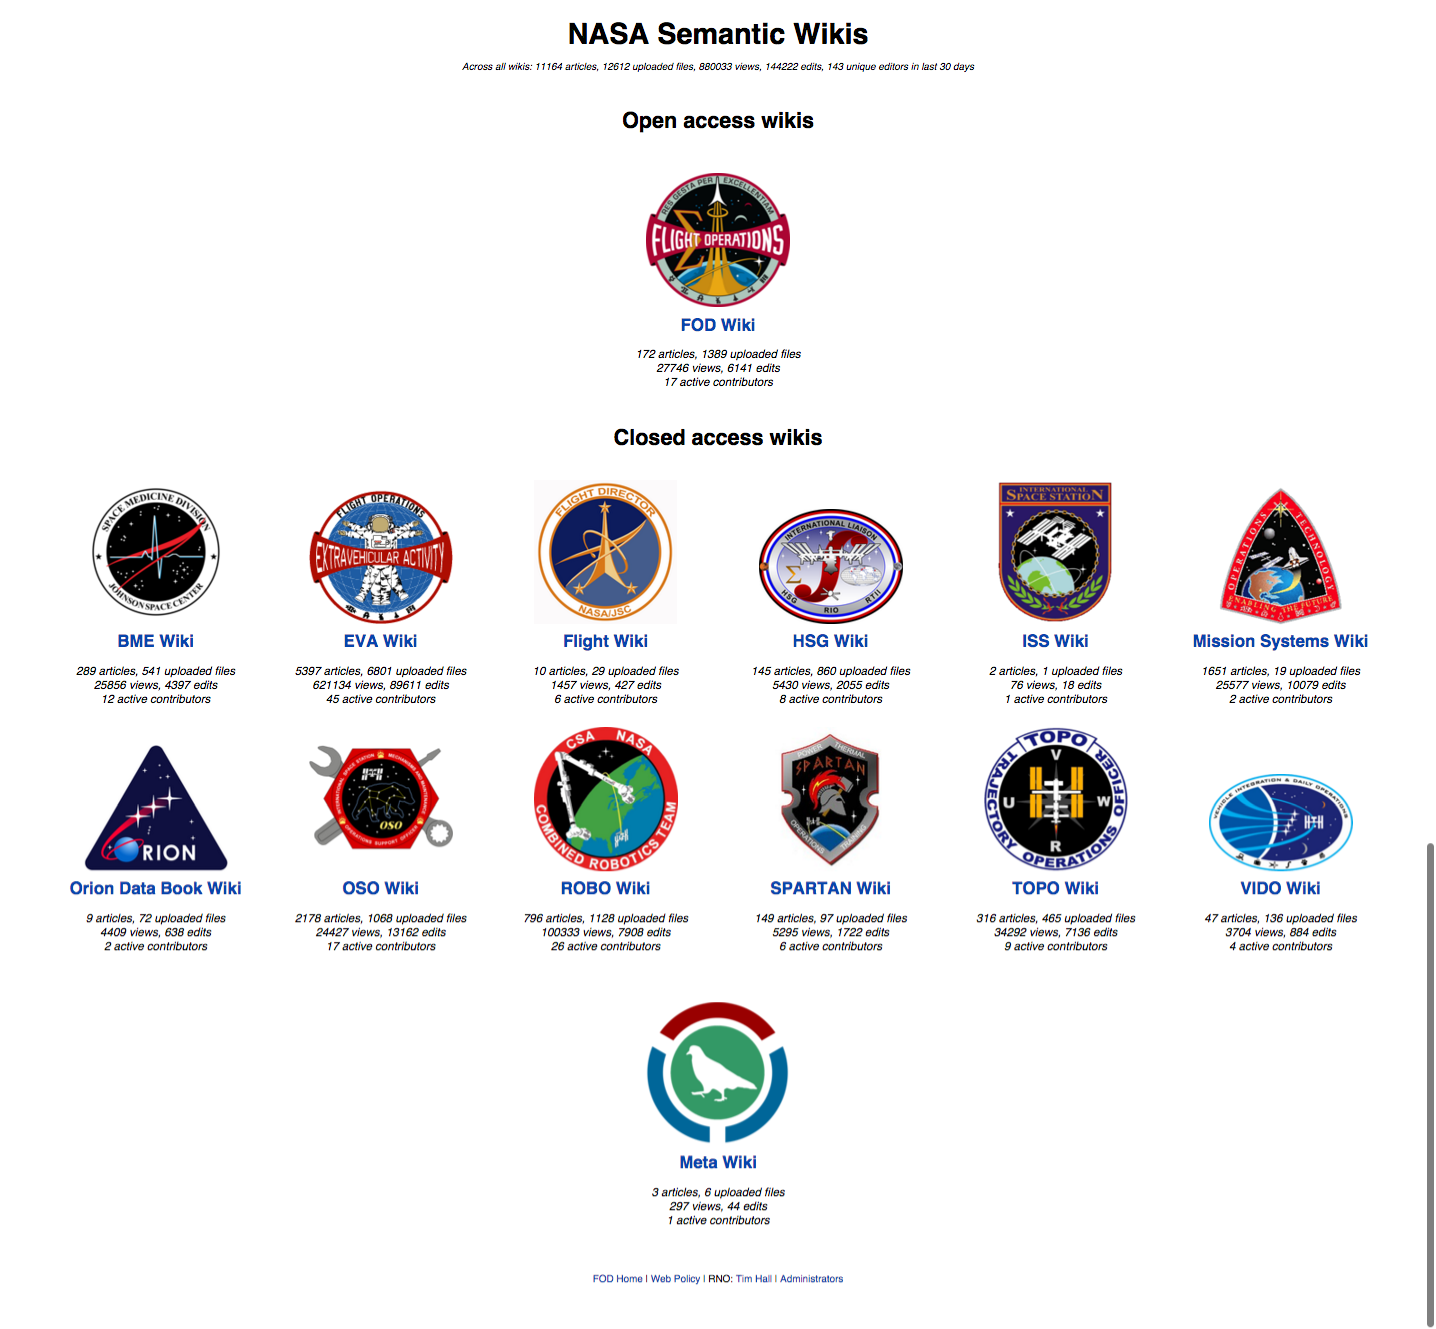 NASA Semantic Wikis
Across all wikis: 11164 articles, 12612 uploaded files, 880033 views, 144222 edits, 143 unique editors in last 30 days
Open access wikis
RES GESTA PER EXCELLENTIAM
FLIGHT OPERATIONS
FOD Wiki
172 articles, 1389 uploaded files
27746 views, 6141 edits
17 active contributors
Closed access wikis
SPACE MEDICINE DIVISION
JOHNSON SPACE CENTER
BME Wiki
289 articles, 541 uploaded files
25856 views, 4397 edits
12 active contributors
FLIGHT OPERATIONS
EXTRAVEHICULAR ACTIVITY
EVA Wiki
5397 articles, 6801 uploaded files
621134 views, 89611 edits
45 active contributors
FLIGHT DIRECTOR
NASA/JSC
Flight Wiki
10 articles, 29 uploaded files
1457 views, 427 edits
6 active contributors
INTERNATIONAL LIAISON
HSG RIO RTII
HSG Wiki
145 articles, 860 uploaded files
5430 views, 2055 edits
8 active contributors
INTERNATIONAL
SPACE STATION
ISS Wiki
2 articles, 1 uploaded files
76 views, 18 edits
1 active contributors
OPERATIONS TECHNOLOGY
ENABLING THE FUTURE
Mission Systems Wiki
1651 articles, 19 uploaded files
25577 views, 10079 edits
2 active contributors
ORION
Orion Data Book Wiki
9 articles, 72 uploaded files
4409 views, 638 edits
2 active contributors
INTERNATIONAL SPACE STATION
MECHANISMS AND MAINTENANCE
OSO
OPERATIONS SUPPORT OFFICER
OSO Wiki
2178 articles, 1068 uploaded files
24427 views, 13162 edits
17 active contributors
CSA NASA
COMBINED ROBOTICS TEAM
ROBO Wiki
796 articles, 1128 uploaded files
100333 views, 7908 edits
26 active contributors
POWER THERMAL
SPARTAN
OPERATIONS TRAINING
SPARTAN Wiki
149 articles, 97 uploaded files
5295 views, 1722 edits
6 active contributors
TOPO
V
U W
R
TRAJECTORY OPERATIONS OFFICER
TOPO Wiki
316 articles, 465 uploaded files
34292 views, 7136 edits
9 active contributors
VEHICLE INTEGRATION & DAILY OPERATIONS
VIDO Wiki
47 articles, 136 uploaded files
3704 views, 884 edits
4 active contributors
Meta Wiki
3 articles, 6 uploaded files
297 views, 44 edits
1 active contributors
FOD Home | Web Policy | RNO: Tim Hall | Administrators